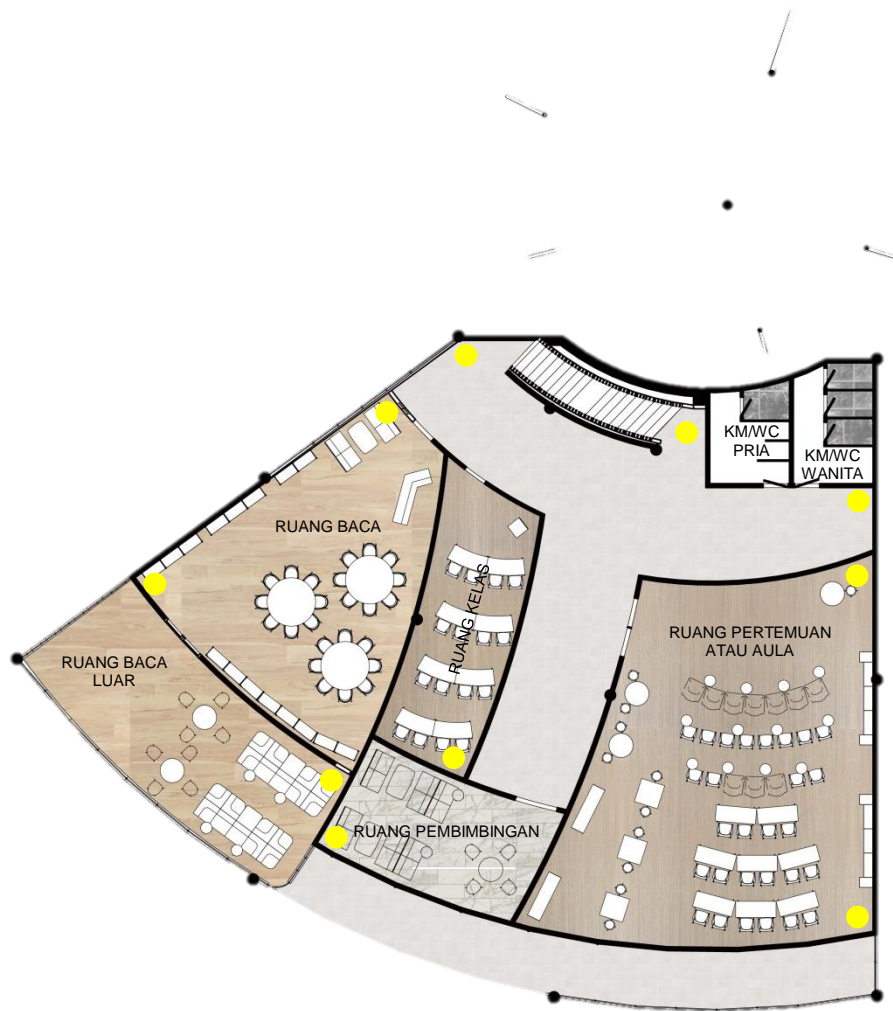 KM/WC
PRIA
KM/WC
WANITA
RUANG BACA
RUANG KELAS
RUANG PERTEMUAN
ATAU AULA
RUANG BACA
LUAR
RUANG PEMBIMBINGAN